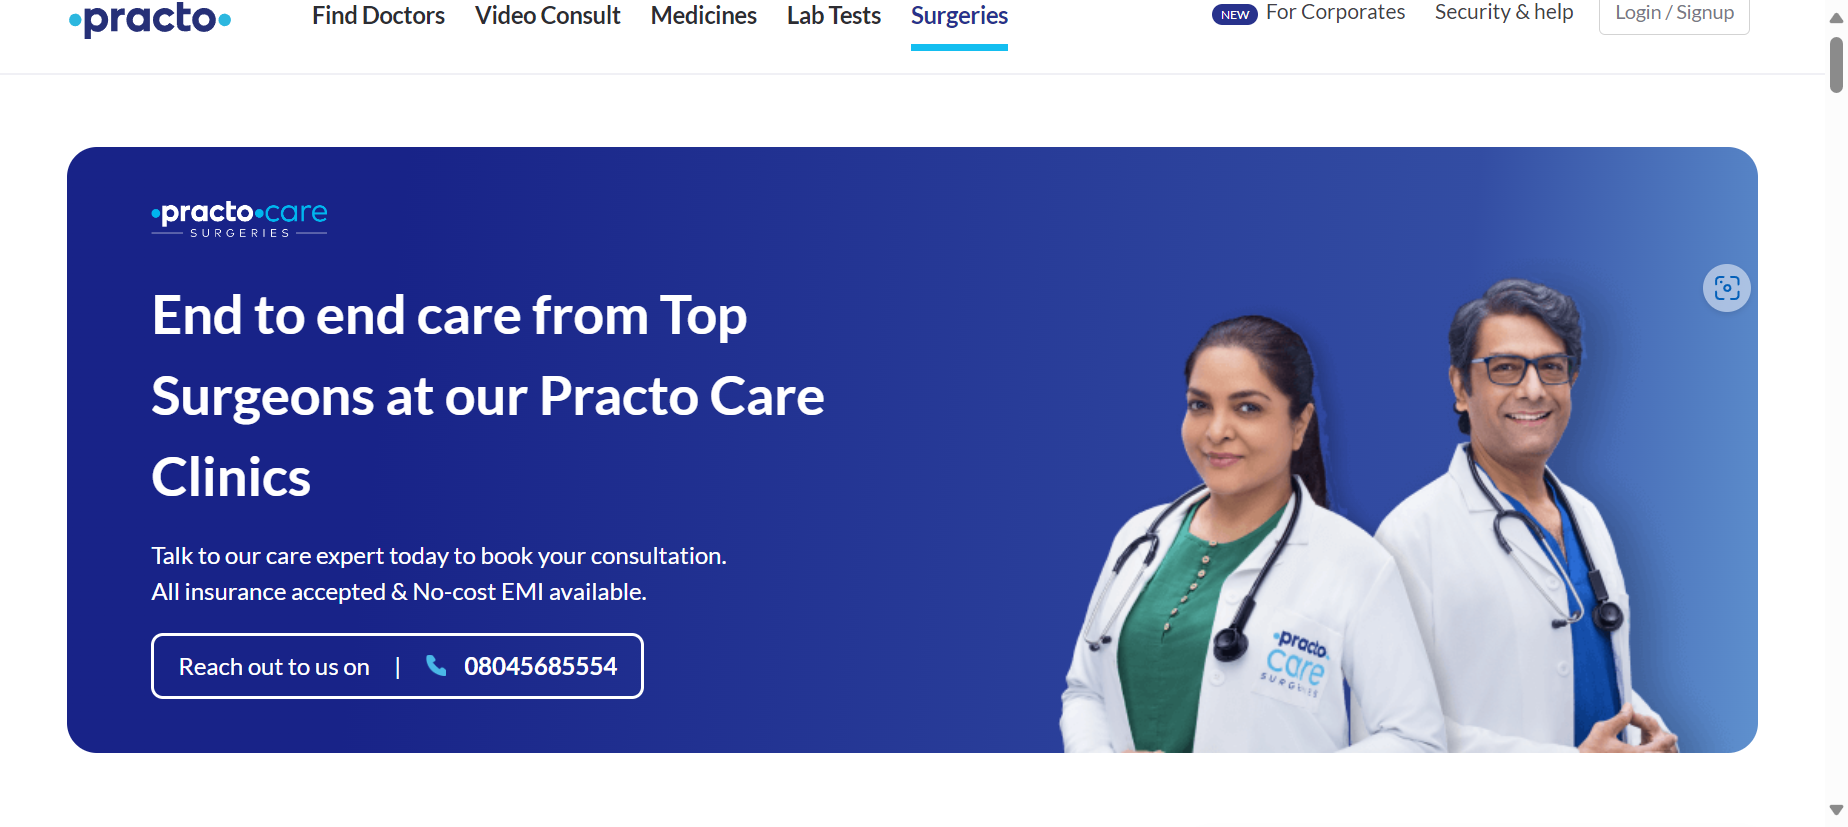 practo
Find Doctors
Video Consult
Medicines
Lab Tests
Surgeries
NEW
For Corporates
Security & help
Login / Signup
practo care
SURGERIES
End to end care from Top
Surgeons at our Practo Care
Clinics
Talk to our care expert today to book your consultation.
All insurance accepted & No-cost EMI available.
Reach out to us on | 08045685554
practo
care
SURGERIES